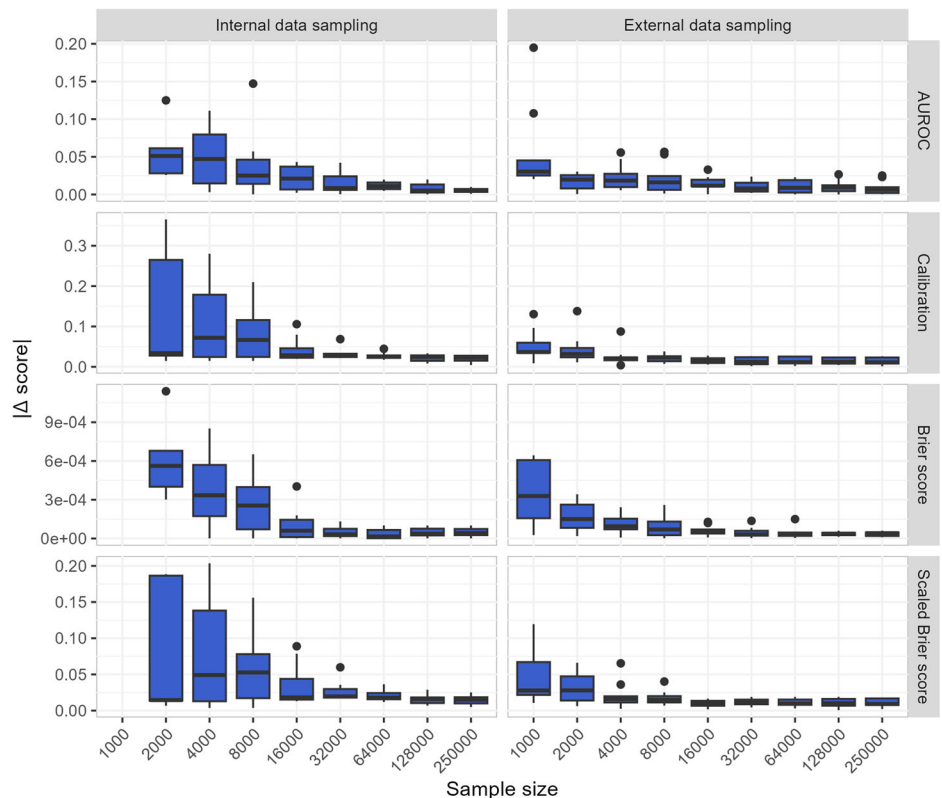 Internal data sampling
External data sampling
0.20
0.15
0.10
0.05
0.00
AUROC
0.3
0.2
0.1
0.0
Calibration
9e-04
6e-04
3e-04
0e+00
Brier score
0.20
0.15
0.10
0.05
0.00
Scaled Brier score
|Δ score|
1000 2000 4000 8000 16000 32000 64000 128000 250000
1000 2000 4000 8000 16000 32000 64000 128000 250000
Sample size